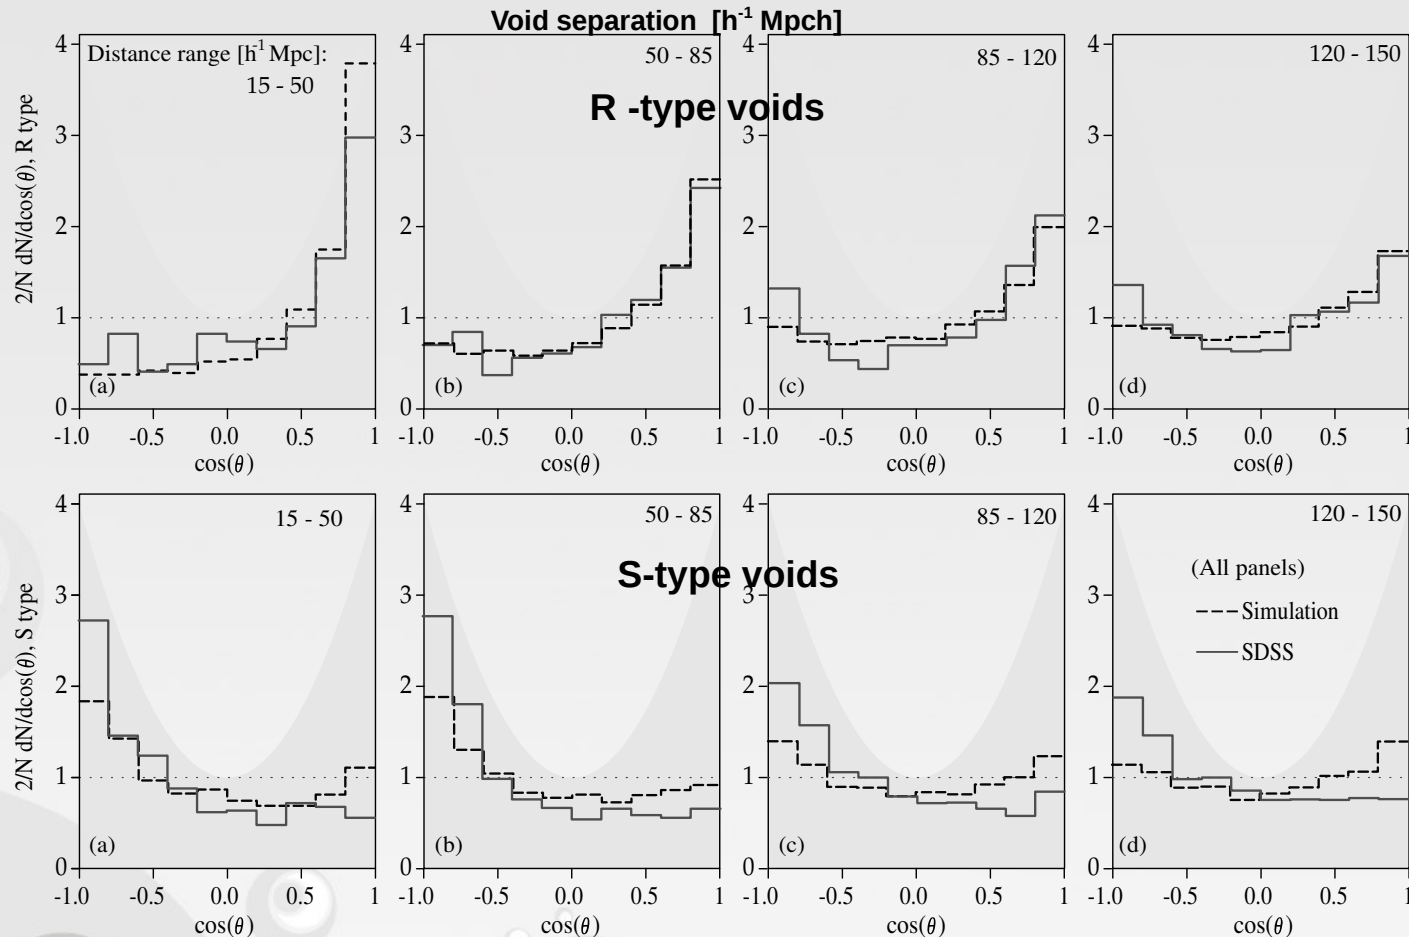 Void separation [h⁻¹ Mpch]
Distance range [h⁻¹ Mpc]:
15 - 50
50 - 85
85 - 120
120 - 150
R -type voids
2/N dN/dcos(θ), R type
4
3
2
1
0
(a)
-1.0 -0.5 0.0 0.5 1
cos(θ)
4
3
2
1
0
(b)
-1.0 -0.5 0.0 0.5 1
cos(θ)
4
3
2
1
0
(c)
-1.0 -0.5 0.0 0.5 1
cos(θ)
4
3
2
1
0
(d)
-1.0 -0.5 0.0 0.5 1
cos(θ)
15 - 50
50 - 85
85 - 120
120 - 150
S-type voids
(All panels)
Simulation
SDSS
2/N dN/dcos(θ), S type
4
3
2
1
0
(a)
-1.0 -0.5 0.0 0.5 1
cos(θ)
4
3
2
1
0
(b)
-1.0 -0.5 0.0 0.5 1
cos(θ)
4
3
2
1
0
(c)
-1.0 -0.5 0.0 0.5 1
cos(θ)
4
3
2
1
0
(d)
-1.0 -0.5 0.0 0.5 1
cos(θ)